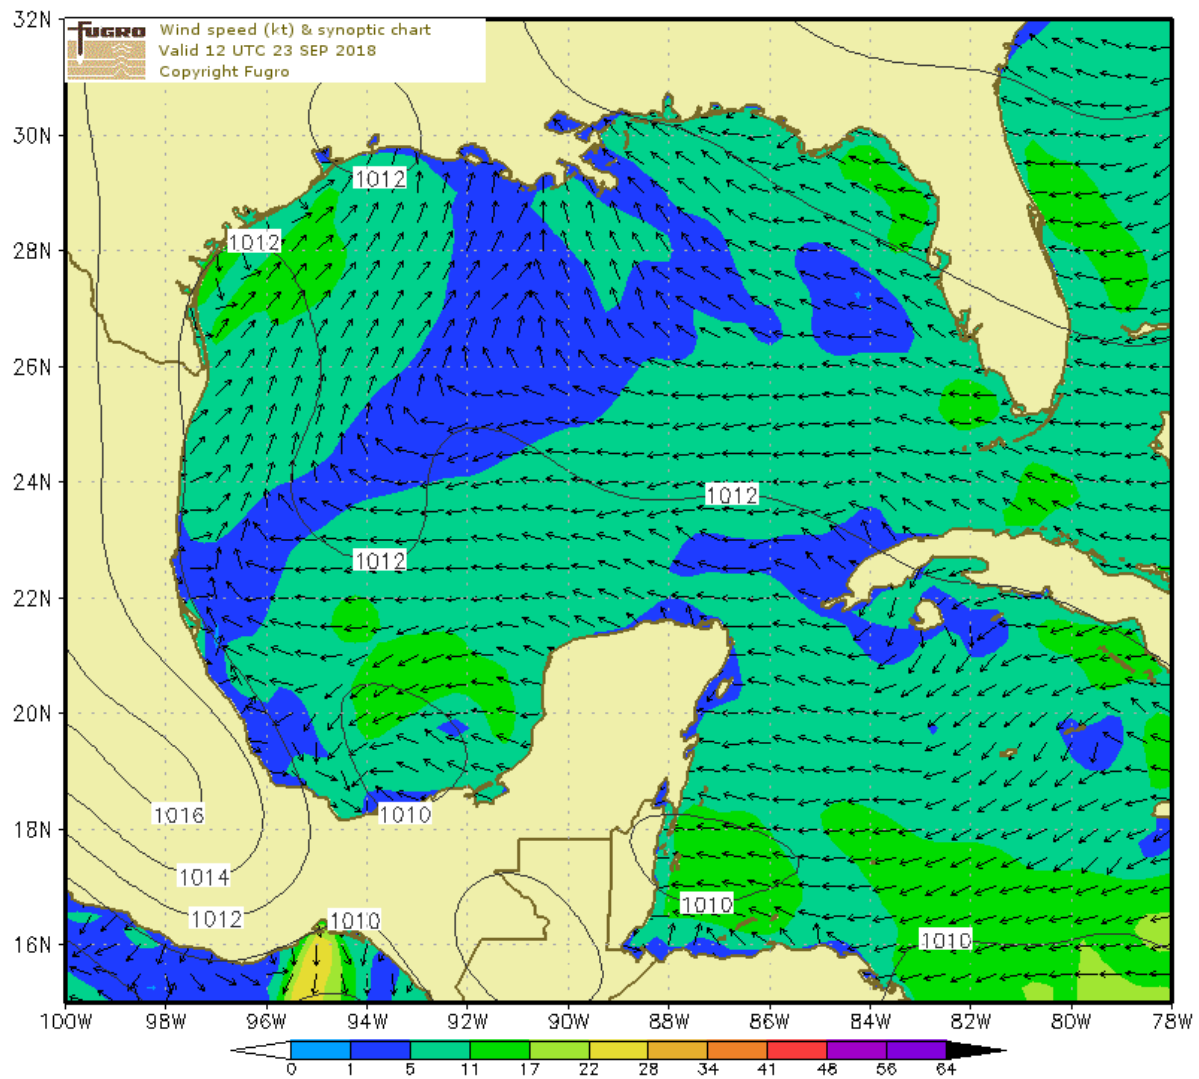 32N
FUGRO
Wind speed (kt) & synoptic chart
Valid 12 UTC 23 SEP 2018
Copyright Fugro
30N
1012
28N
1012
26N
24N
1012
1012
22N
20N
1016
1010
18N
1014
1010
1012
1010
1010
16N
100W 98W 96W 94W 92W 90W 88W 86W 84W 82W 80W 78W
0 1 5 11 17 22 28 34 41 48 56 64